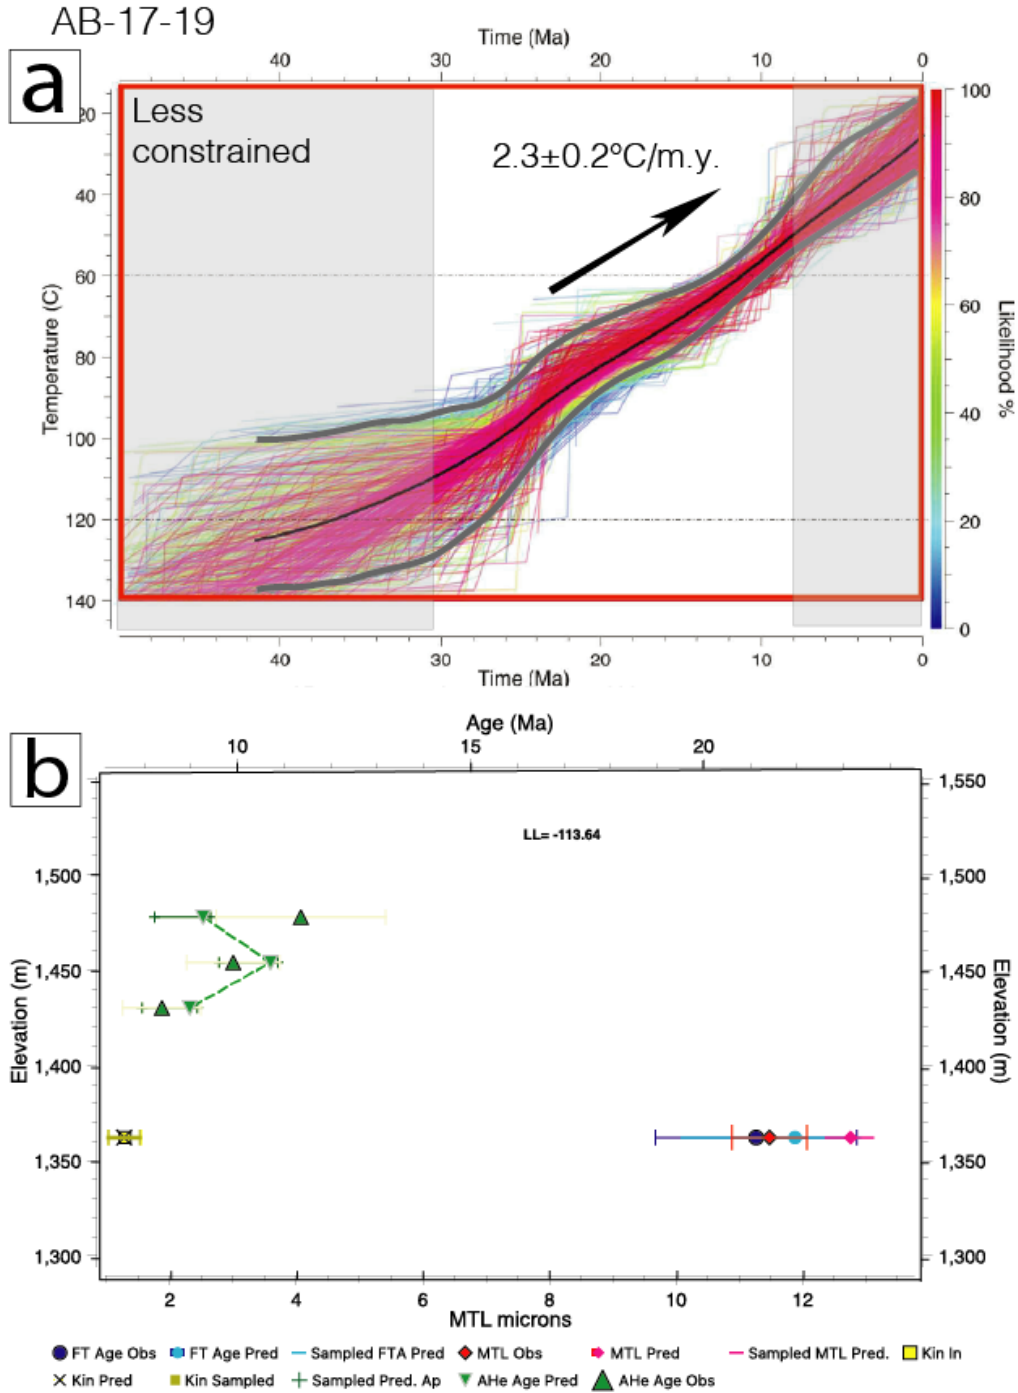 AB-17-19
a
Time (Ma)
40 30 20 10 0
Less
constrained
2.3±0.2°C/m.y.
20
40
60
80
100
120
140
Temperature (C)
100
80
60
40
20
0
Likelihood %
40 30 20 10 0
Time (Ma)
b
Age (Ma)
10 15 20
LL= -113.64
1,550
1,500 1,500
1,450 1,450
1,400 1,400
1,350 1,350
1,300 1,300
Elevation (m)
Elevation (m)
2 4 6 8 10 12
MTL microns
FT Age Obs FT Age Pred Sampled FTA Pred MTL Obs MTL Pred Sampled MTL Pred. Kin In
Kin Pred Kin Sampled Sampled Pred. Ap AHe Age Pred AHe Age Obs